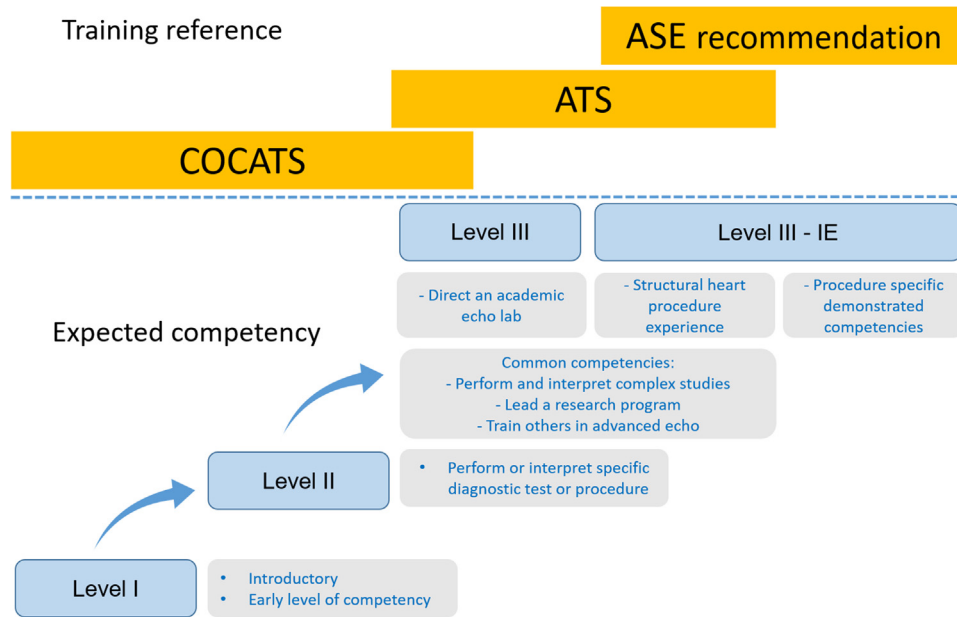 Training reference
ASE recommendation
ATS
COCATS
Level III
Level III - IE
- Direct an academic
echo lab
- Structural heart
procedure
experience
- Procedure specific
demonstrated
competencies
Expected competency
Common competencies:
- Perform and interpret complex studies
- Lead a research program
- Train others in advanced echo
Level II
• Perform or interpret specific
diagnostic test or procedure
Level I
• Introductory
• Early level of competency